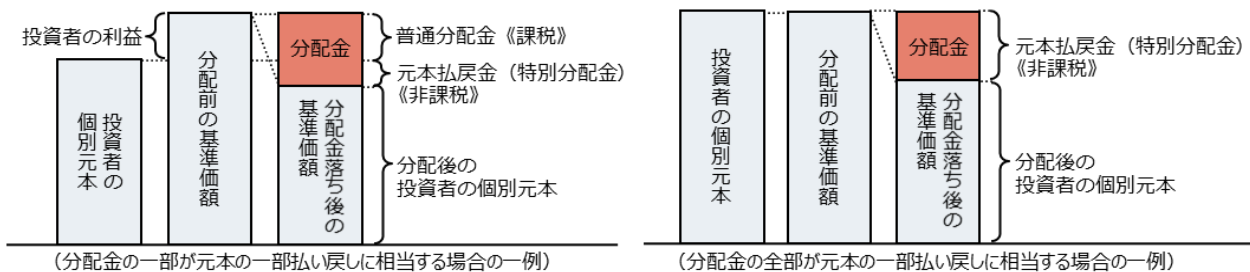 投資者の利益
投資者の
個別元本
分配前の基準価額
分配金
分配金落ち後の
基準価額
普通分配金《課税》
元本払戻金（特別分配金）
《非課税》
分配後の
投資者の個別元本
（分配金の一部が元本の一部払い戻しに相当する場合の一例）
投資者の個別元本
分配前の基準価額
分配金
分配金落ち後の
基準価額
元本払戻金（特別分配金）
《非課税》
分配後の
投資者の個別元本
（分配金の全部が元本の一部払い戻しに相当する場合の一例）